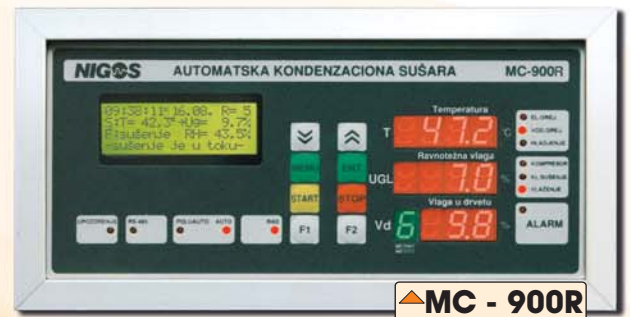 NIGOS AUTOMATSKA KONDENZACIONA SUŠARA MC-900R
09:38:11 16.08. R= 5
S:T= 42.3° Ug= 9.7%
F:sušenje RH= 43.5%
-sušenje je u toku-
Temperatura
T 47.2 °C
Ravnotežna vlaga
UGL 7.0 %
Vlaga u drvetu
Vd 6 9.8 %
EL.GREJ.
VOD.GREJ.
HLADJENJE
KOMPRESOR
KL.SUŠENJE
VLAŽENJE
ALARM
MENU ENT
START STOP
F1 F2
UPOZORENJE RS 485 POLUAUTO AUTO RAD
MC - 900R